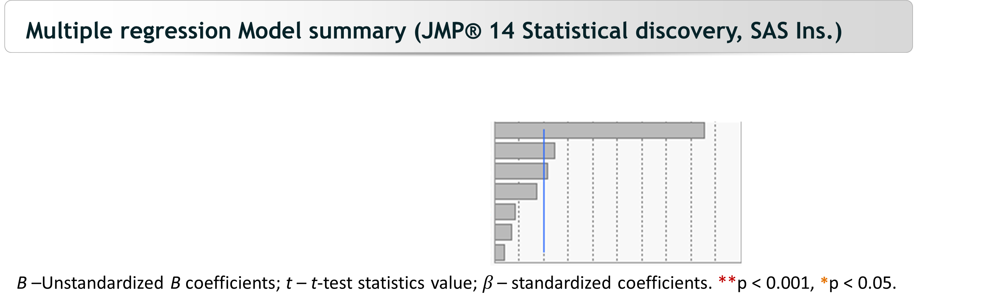 Multiple regression Model summary (JMP® 14 Statistical discovery, SAS Ins.)
B –Unstandardized B coefficients; t – t-test statistics value; β – standardized coefficients. **p < 0.001, *p < 0.05.